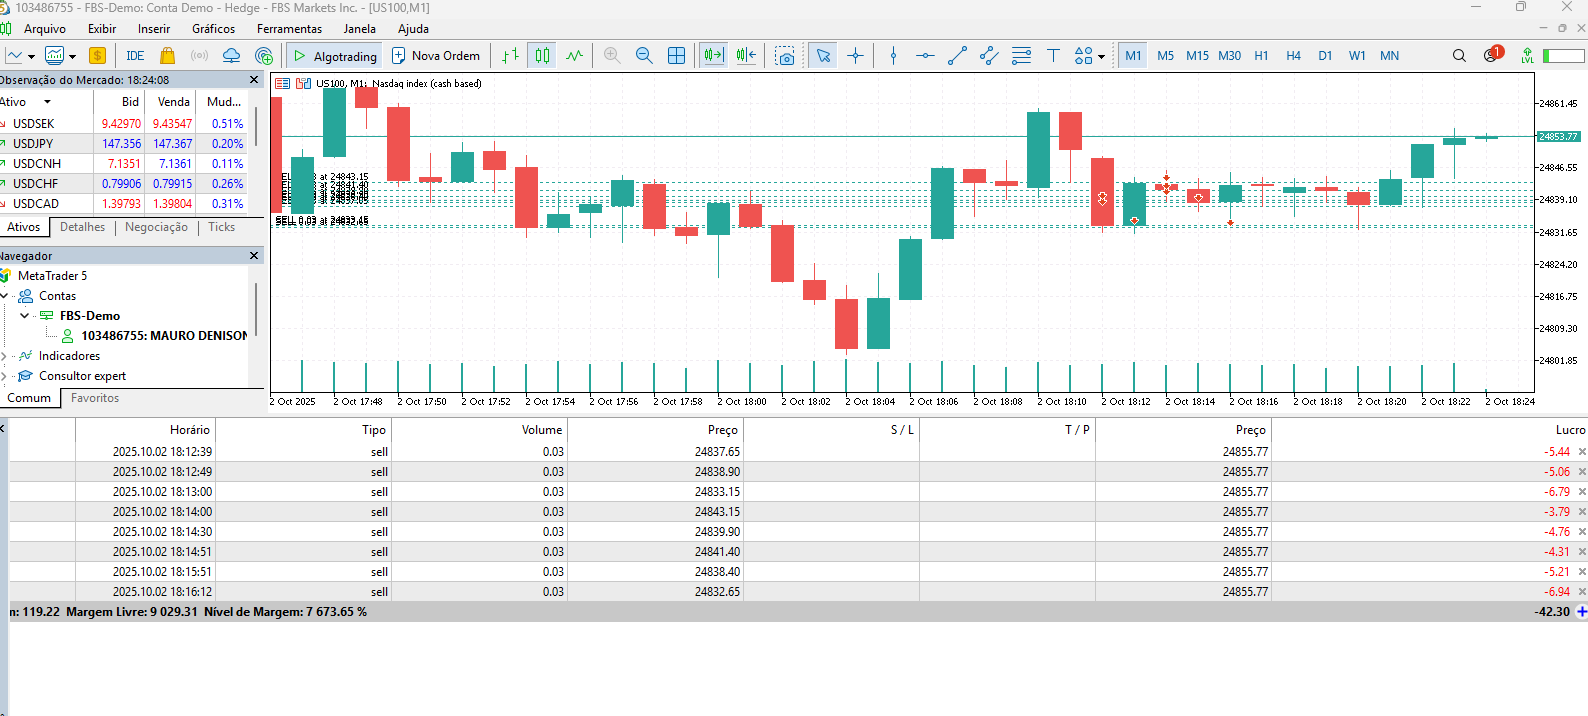 103486755 - FBS-Demo: Conta Demo - Hedge - FBS Markets Inc. - [US100,M1]
Arquivo Exibir Inserir Gráficos Ferramentas Janela Ajuda
IDE Algotrading Nova Ordem M1 M5 M15 M30 H1 H4 D1 W1 MN 1 LVL
Observação do Mercado: 18:24:08
Ativo Bid Venda Mud...
USDSEK 9.42970 9.43547 0.51%
USDJPY 147.356 147.367 0.20%
USDCNH 7.1351 7.1361 0.11%
USDCHF 0.79906 0.79915 0.26%
USDCAD 1.39793 1.39804 0.31%
Ativos Detalhes Negociação Ticks
Navegador
MetaTrader 5
Contas
FBS-Demo
103486755: MAURO DENISON
Indicadores
Consultor expert
Comum Favoritos
US100, M1: Nasdaq index (cash based)
at 24843.15
at 24841.40
24861.45
24853.77
24846.55
24839.10
24831.65
24824.20
24816.75
24809.30
24801.85
2 Oct 2025 2 Oct 17:48 2 Oct 17:50 2 Oct 17:52 2 Oct 17:54 2 Oct 17:56 2 Oct 17:58 2 Oct 18:00 2 Oct 18:02 2 Oct 18:04 2 Oct 18:06 2 Oct 18:08 2 Oct 18:10 2 Oct 18:12 2 Oct 18:14 2 Oct 18:16 2 Oct 18:18 2 Oct 18:20 2 Oct 18:22 2 Oct 18:24
Horário Tipo Volume Preço S / L T / P Preço Lucro
2025.10.02 18:12:39 sell 0.03 24837.65 24855.77 -5.44
2025.10.02 18:12:49 sell 0.03 24838.90 24855.77 -5.06
2025.10.02 18:13:00 sell 0.03 24833.15 24855.77 -6.79
2025.10.02 18:14:00 sell 0.03 24843.15 24855.77 -3.79
2025.10.02 18:14:30 sell 0.03 24839.90 24855.77 -4.76
2025.10.02 18:14:51 sell 0.03 24841.40 24855.77 -4.31
2025.10.02 18:15:51 sell 0.03 24838.40 24855.77 -5.21
2025.10.02 18:16:12 sell 0.03 24832.65 24855.77 -6.94
m: 119.22 Margem Livre: 9 029.31 Nível de Margem: 7 673.65 % -42.30